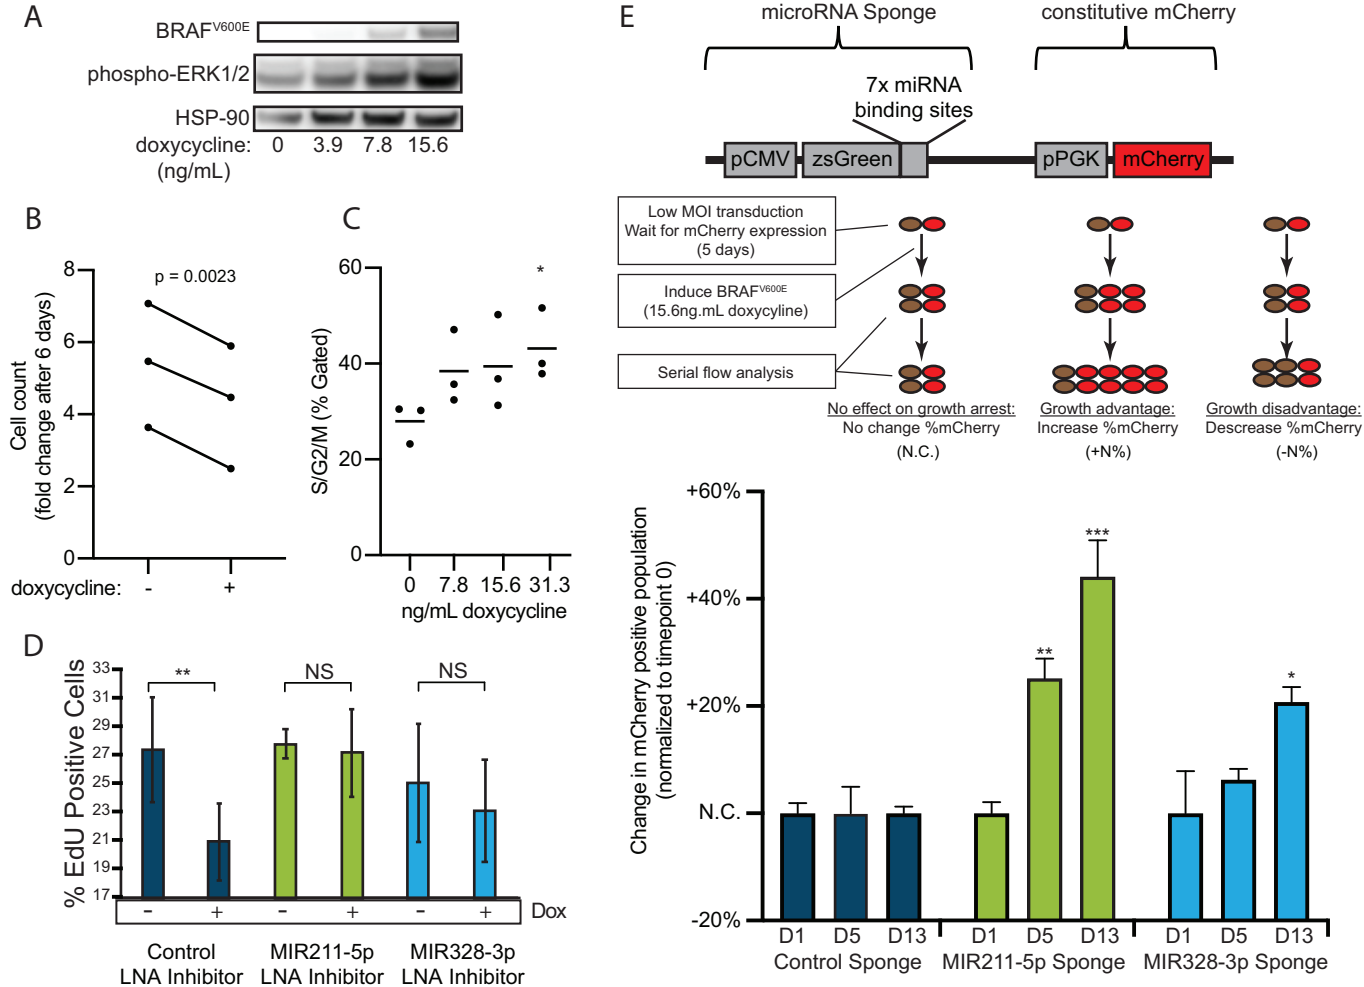 A
BRAFV600E
phospho-ERK1/2
HSP-90
doxycycline: 0 3.9 7.8 15.6
(ng/mL)
B
p = 0.0023
8
6
4
2
0
Cell count
(fold change after 6 days)
doxycycline: - +
C
*
60
40
20
0
S/G2/M (% Gated)
0 7.8 15.6 31.3
ng/mL doxycycline
D
33
31
29
27
25
23
21
19
17
% EdU Positive Cells
** NS NS
- + - + - + Dox
Control MIR211-5p MIR328-3p
LNA Inhibitor LNA Inhibitor LNA Inhibitor
E
microRNA Sponge constitutive mCherry
7x miRNA
binding sites
pCMV zsGreen pPGK mCherry
Low MOI transduction
Wait for mCherry expression
(5 days)
Induce BRAFV600E
(15.6ng.mL doxycyline)
Serial flow analysis
No effect on growth arrest: Growth advantage: Growth disadvantage:
No change %mCherry Increase %mCherry Descrease %mCherry
(N.C.) (+N%) (-N%)
+60%
+40%
+20%
N.C.
-20%
Change in mCherry positive population
(normalized to timepoint 0)
** *** *
D1 D5 D13 D1 D5 D13 D1 D5 D13
Control Sponge MIR211-5p Sponge MIR328-3p Sponge